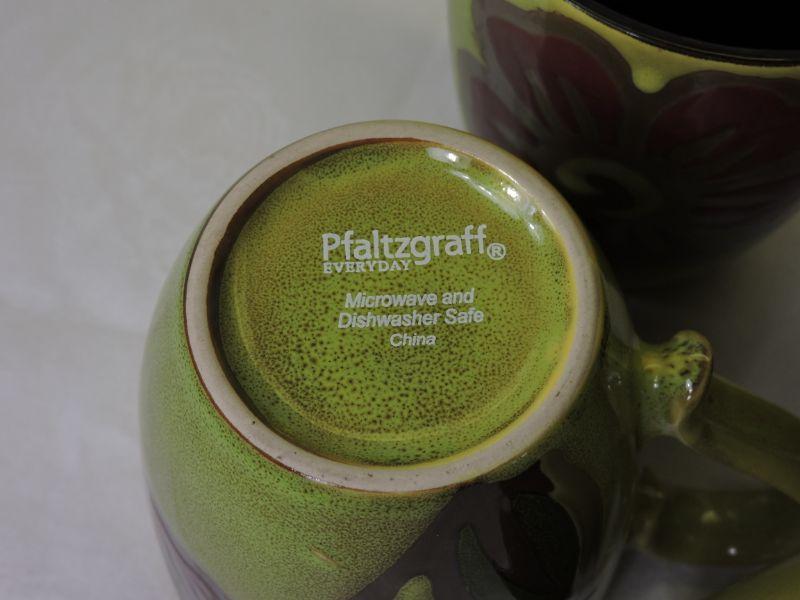 Pfaltzgraff®
EVERYDAY
Microwave and
Dishwasher Safe
China